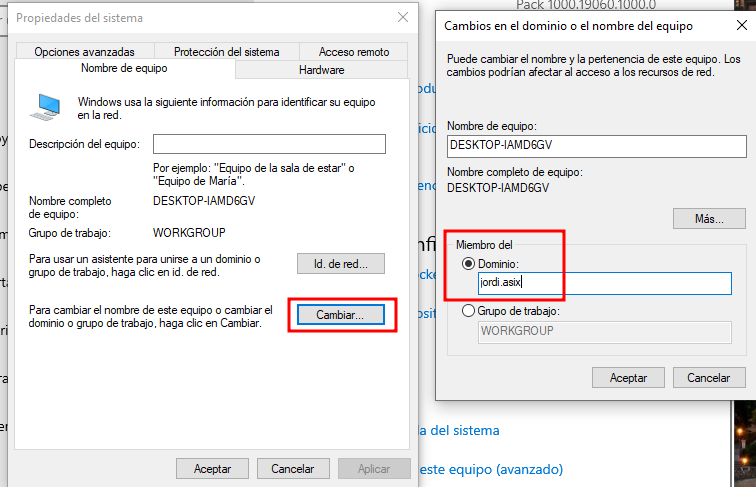 Pack 1000.19060.1000.0
Propiedades del sistema
Opciones avanzadas
Protección del sistema
Acceso remoto
Nombre de equipo
Hardware
Windows usa la siguiente información para identificar su equipo
en la red.
Descripción del equipo:
Por ejemplo: "Equipo de la sala de estar" o
"Equipo de María".
Nombre completo
de equipo:
DESKTOP-IAMD6GV
Grupo de trabajo:
WORKGROUP
Para usar un asistente para unirse a un dominio o
grupo de trabajo, haga clic en id. de red.
Id. de red...
Para cambiar el nombre de este equipo o cambiar el
dominio o grupo de trabajo, haga clic en Cambiar.
Cambiar...
Aceptar
Cancelar
Aplicar
Cambios en el dominio o el nombre del equipo
Puede cambiar el nombre y la pertenencia de este equipo. Los
cambios podrían afectar al acceso a los recursos de red.
Nombre de equipo:
DESKTOP-IAMD6GV
Nombre completo de equipo:
DESKTOP-IAMD6GV
Más...
Miembro del
Dominio:
jordi.asix
Grupo de trabajo:
WORKGROUP
Aceptar
Cancelar
da del sistema
este equipo (avanzado)